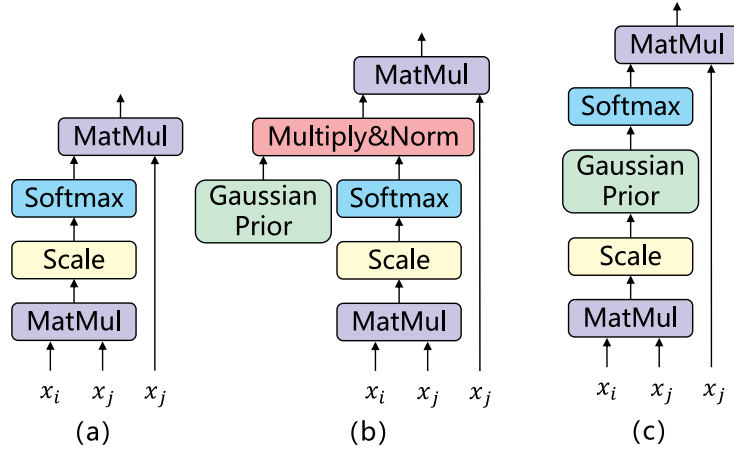 MatMul
Softmax
Scale
MatMul
x_i x_j x_j
(a)
MatMul
Multiply&Norm
Gaussian
Prior
Softmax
Scale
MatMul
x_i x_j x_j
(b)
MatMul
Softmax
Gaussian
Prior
Scale
MatMul
x_i x_j x_j
(c)